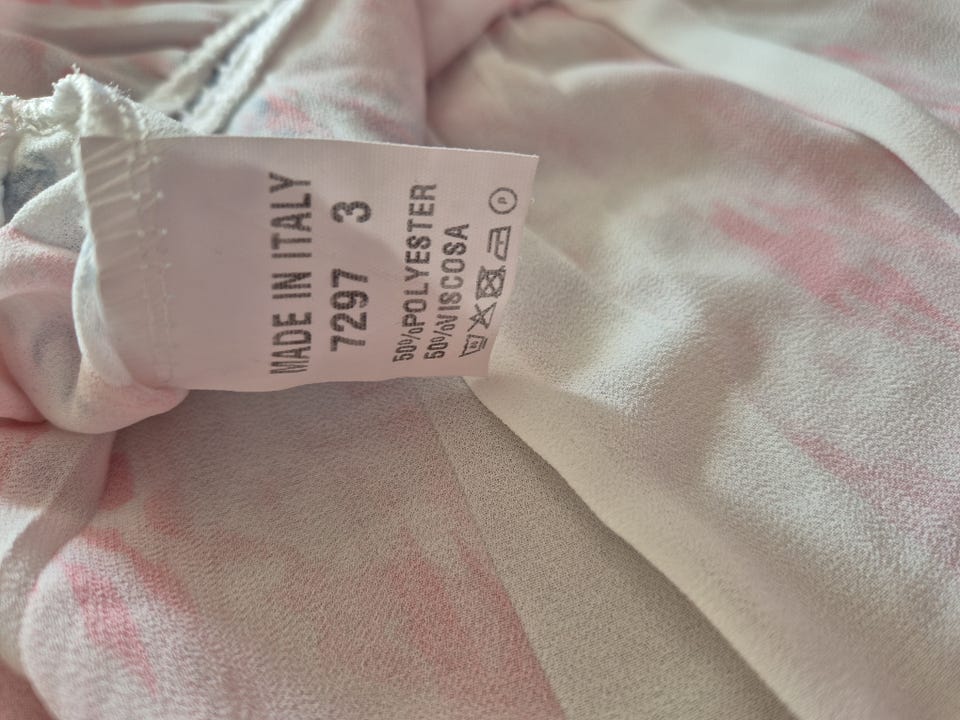 MADE IN ITALY
7297 3
50%POLYESTER
50%VISCOSA
P